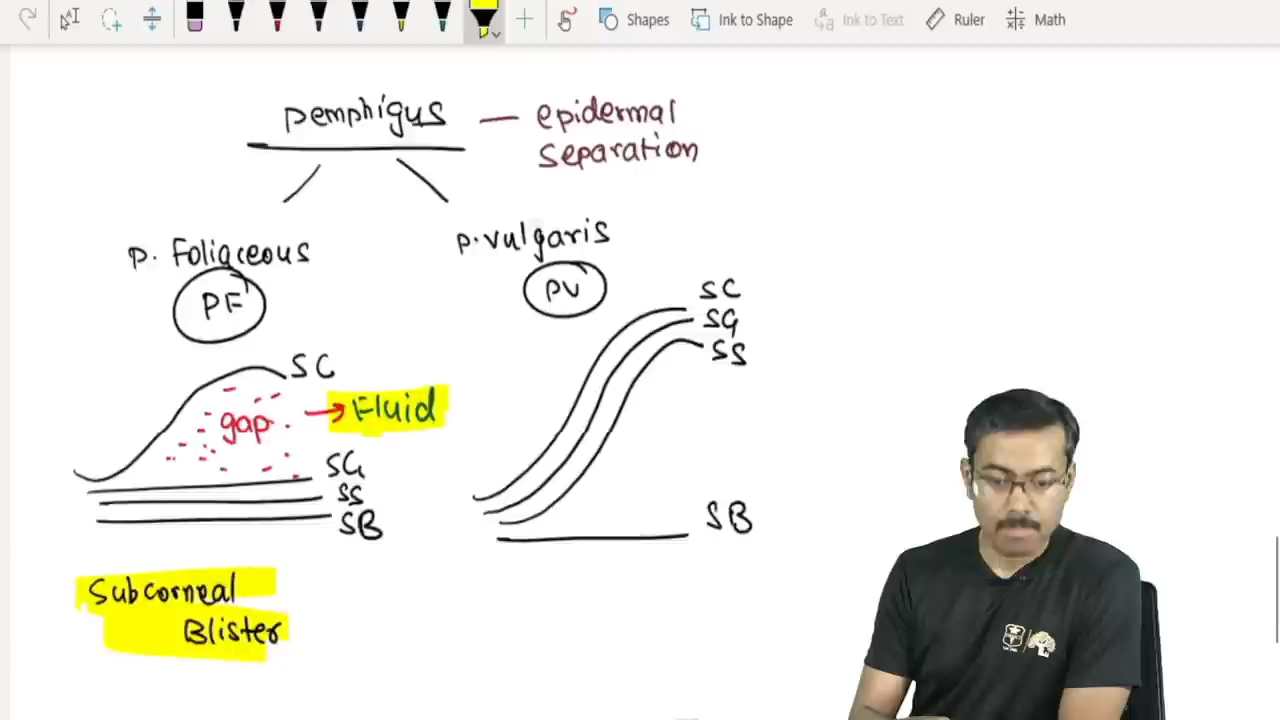 Shapes
Ink to Shape
Ink to Text
Ruler
Math
pemphigus — epidermal
separation
p. Foliaceous
PF
p. vulgaris
PV
SC
SG
SS
SC
gap → Fluid
SG
SS
SB
SB
Subcorneal
Blister